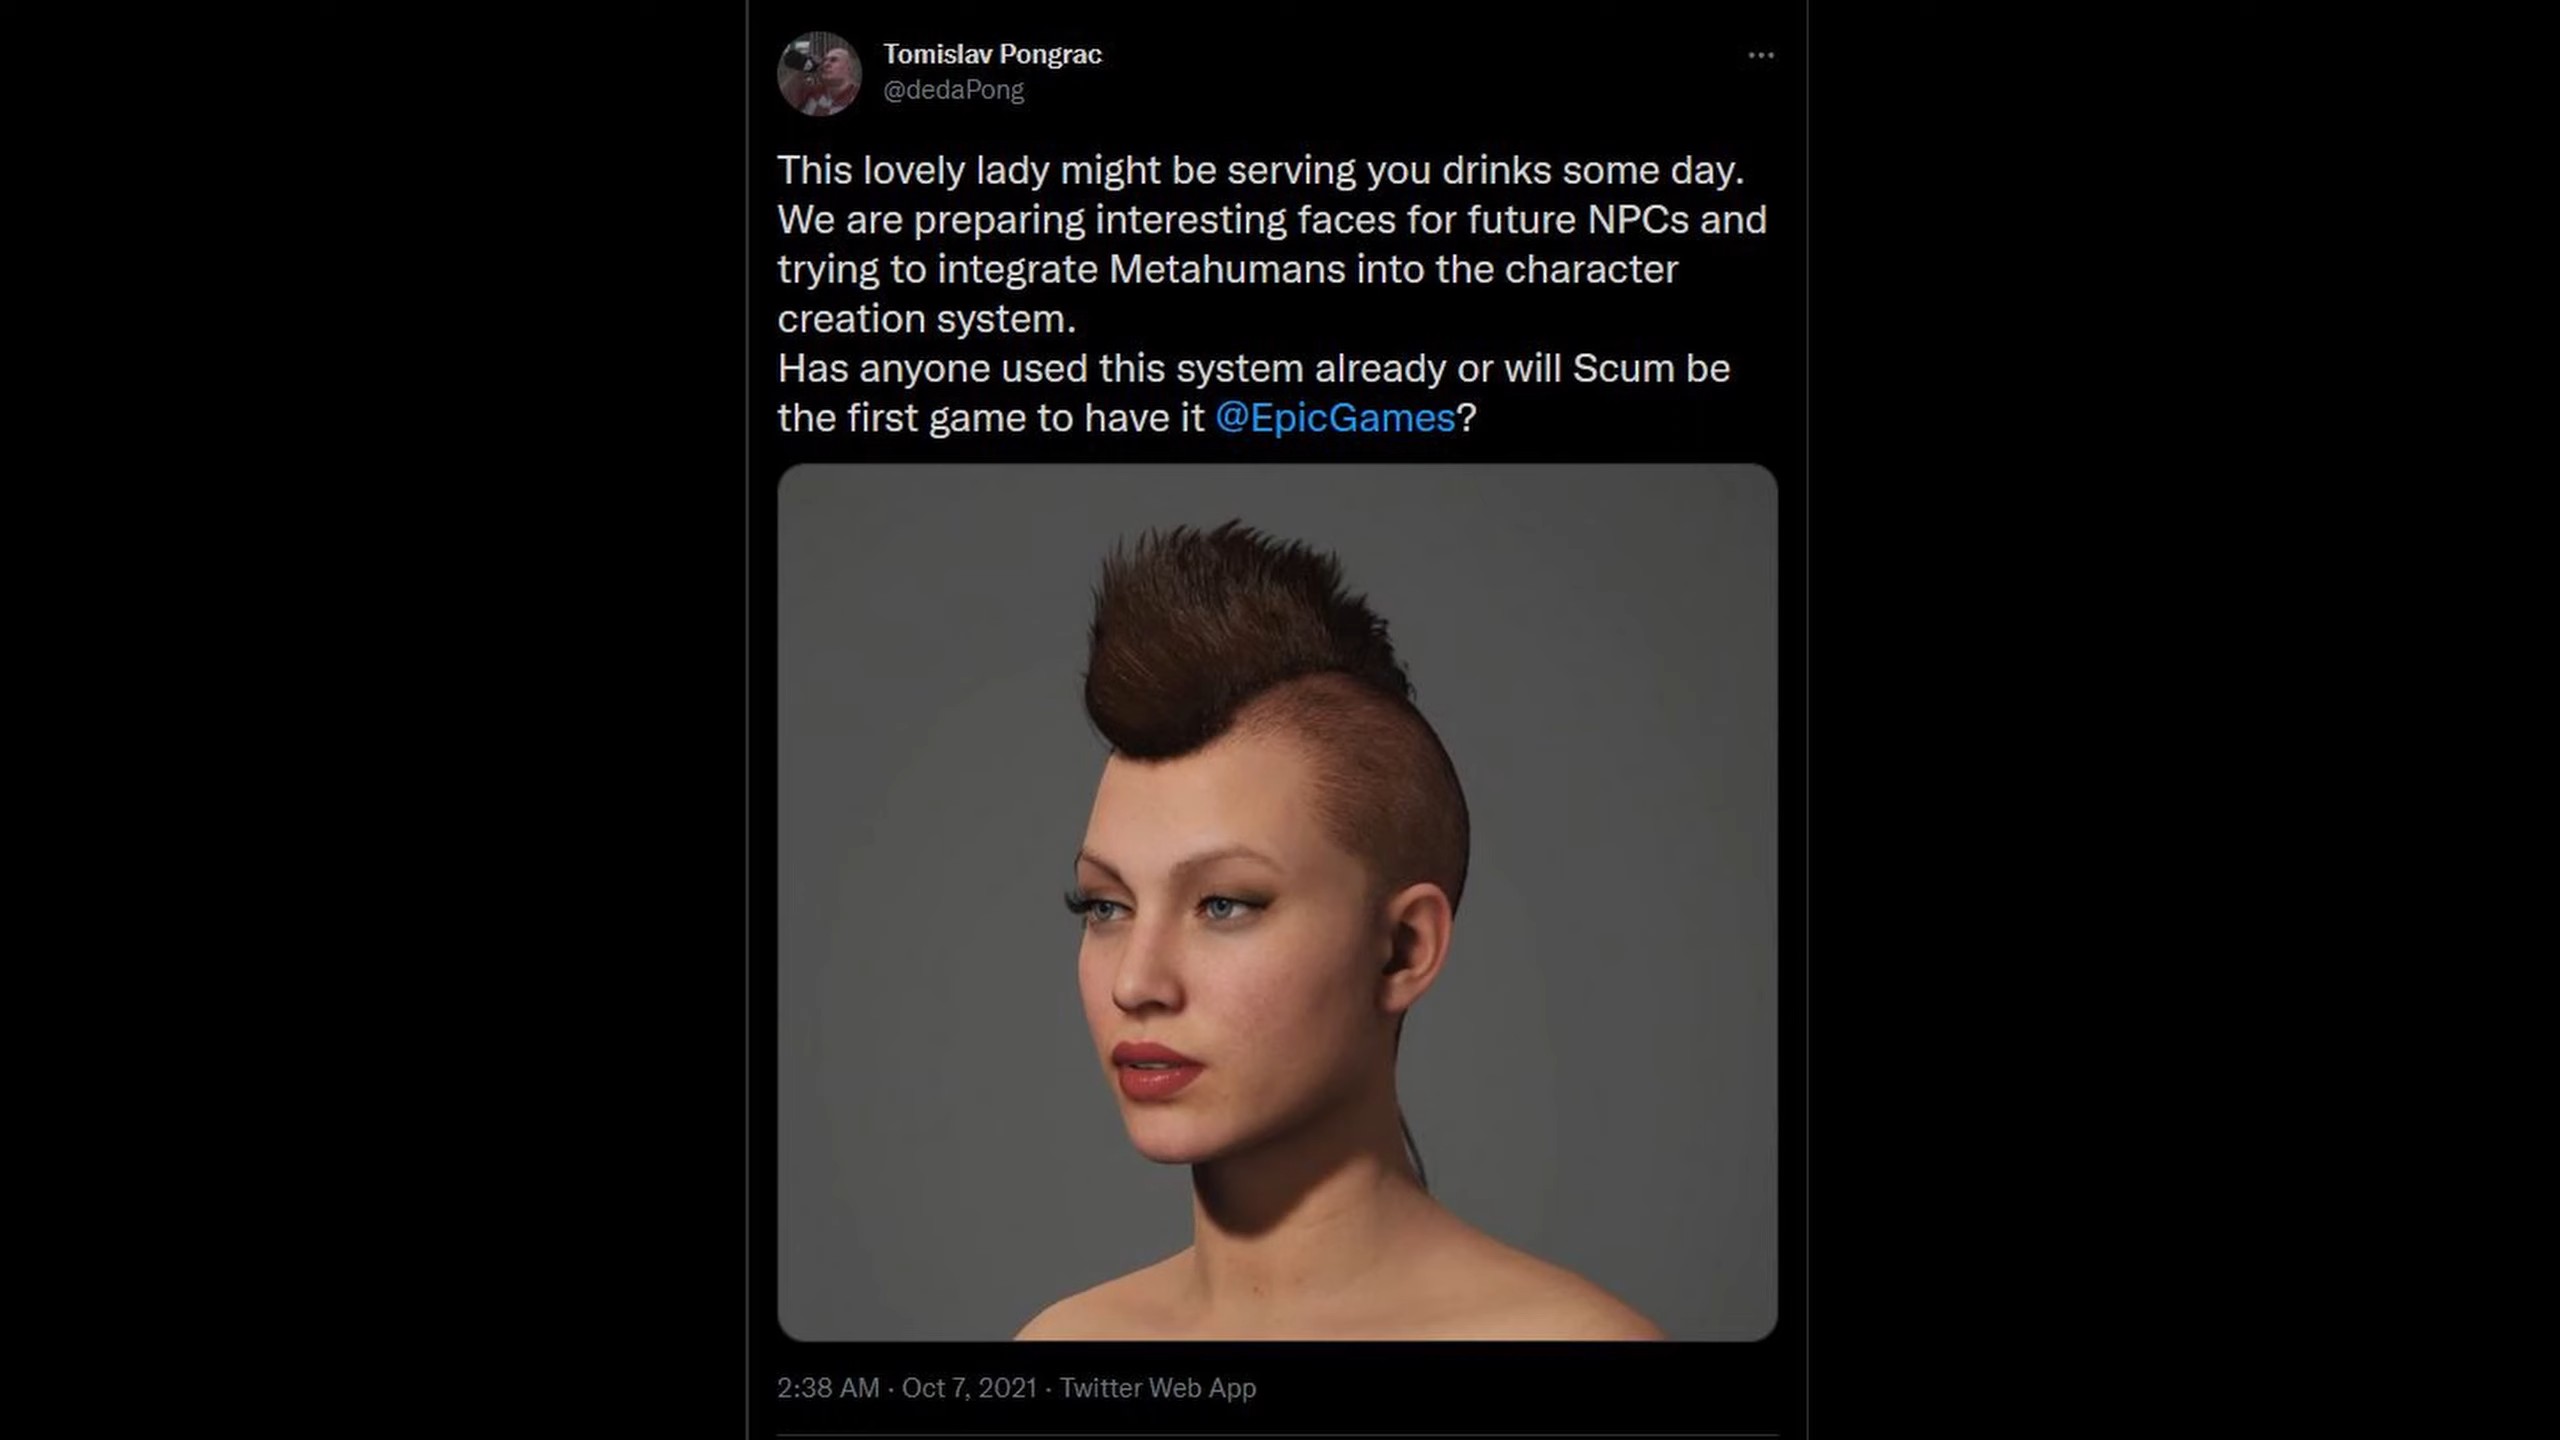 Tomislav Pongrac
@dedaPong
This lovely lady might be serving you drinks some day.
We are preparing interesting faces for future NPCs and
trying to integrate Metahumans into the character
creation system.
Has anyone used this system already or will Scum be
the first game to have it @EpicGames?
2:38 AM · Oct 7, 2021 · Twitter Web App